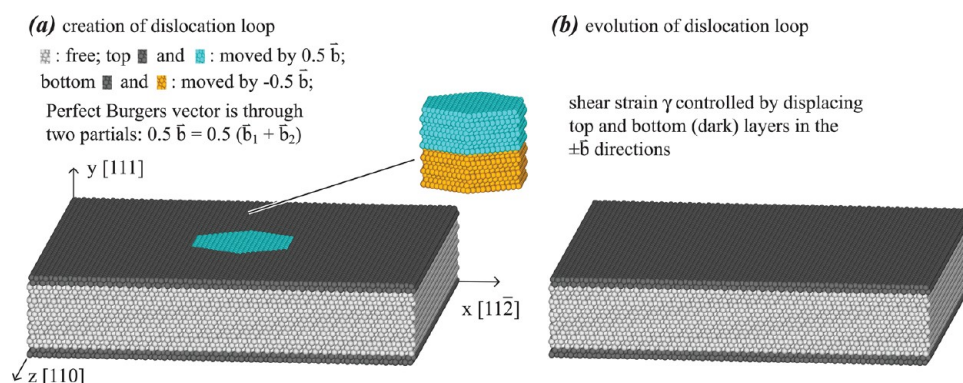 (a) creation of dislocation loop
: free; top and : moved by 0.5 b⃗;
bottom and : moved by -0.5 b⃗;
Perfect Burgers vector is through
two partials: 0.5 b⃗ = 0.5 (b⃗₁ + b⃗₂)
y [111]
x [112̅]
z [110]
(b) evolution of dislocation loop
shear strain γ controlled by displacing
top and bottom (dark) layers in the
±b⃗ directions